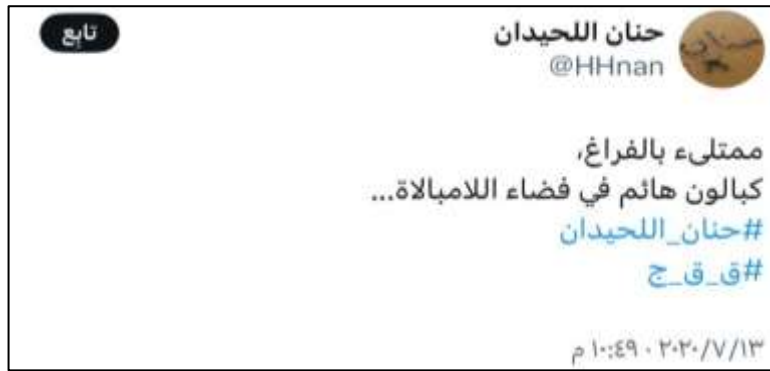 حنان اللحيدان
@HHnan
تابع
ممتلىء بالفراغ،
كبالون هائم في فضاء اللامبالاة...
#حنان_اللحيدان
#ق_ق_ج
١٠:٤٩ م · ٢٠٢٠/٧/١٣